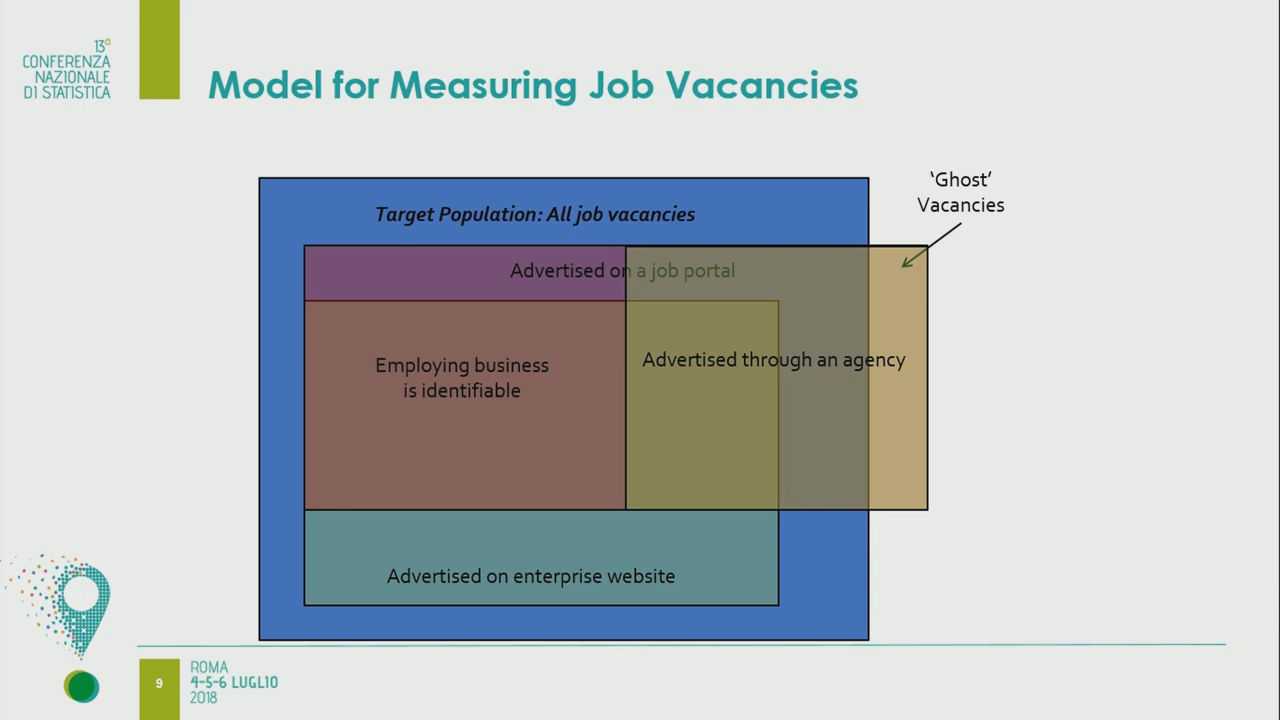 13°
CONFERENZA
NAZIONALE
DI STATISTICA
Model for Measuring Job Vacancies
‘Ghost’
Vacancies
Target Population: All job vacancies
Advertised on a job portal
Employing business
is identifiable
Advertised through an agency
Advertised on enterprise website
9
ROMA
4-5-6 LUGLIO
2018